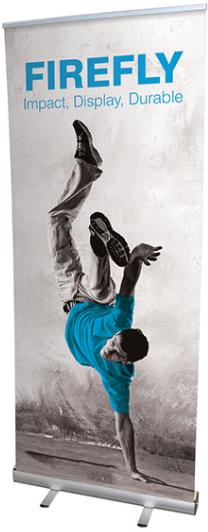 FIREFLY
Impact, Display, Durable